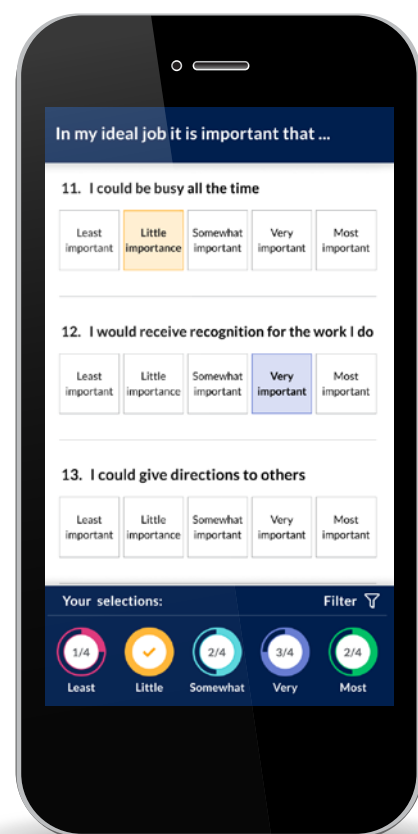 In my ideal job it is important that ...
11. I could be busy all the time
Least important
Little importance
Somewhat important
Very important
Most important
12. I would receive recognition for the work I do
Least important
Little importance
Somewhat important
Very important
Most important
13. I could give directions to others
Least important
Little importance
Somewhat important
Very important
Most important
Your selections:
Filter
1/4
2/4
3/4
2/4
Least
Little
Somewhat
Very
Most